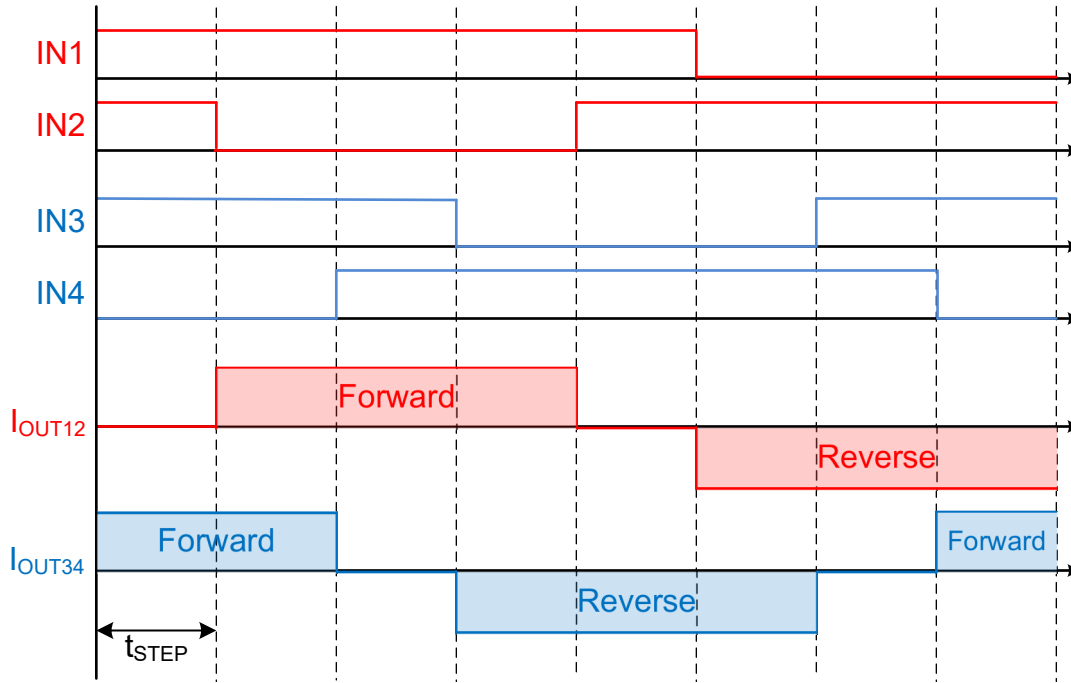 IN1
IN2
IN3
IN4
Forward
IOUT12
Reverse
Forward
Forward
IOUT34
Reverse
tSTEP